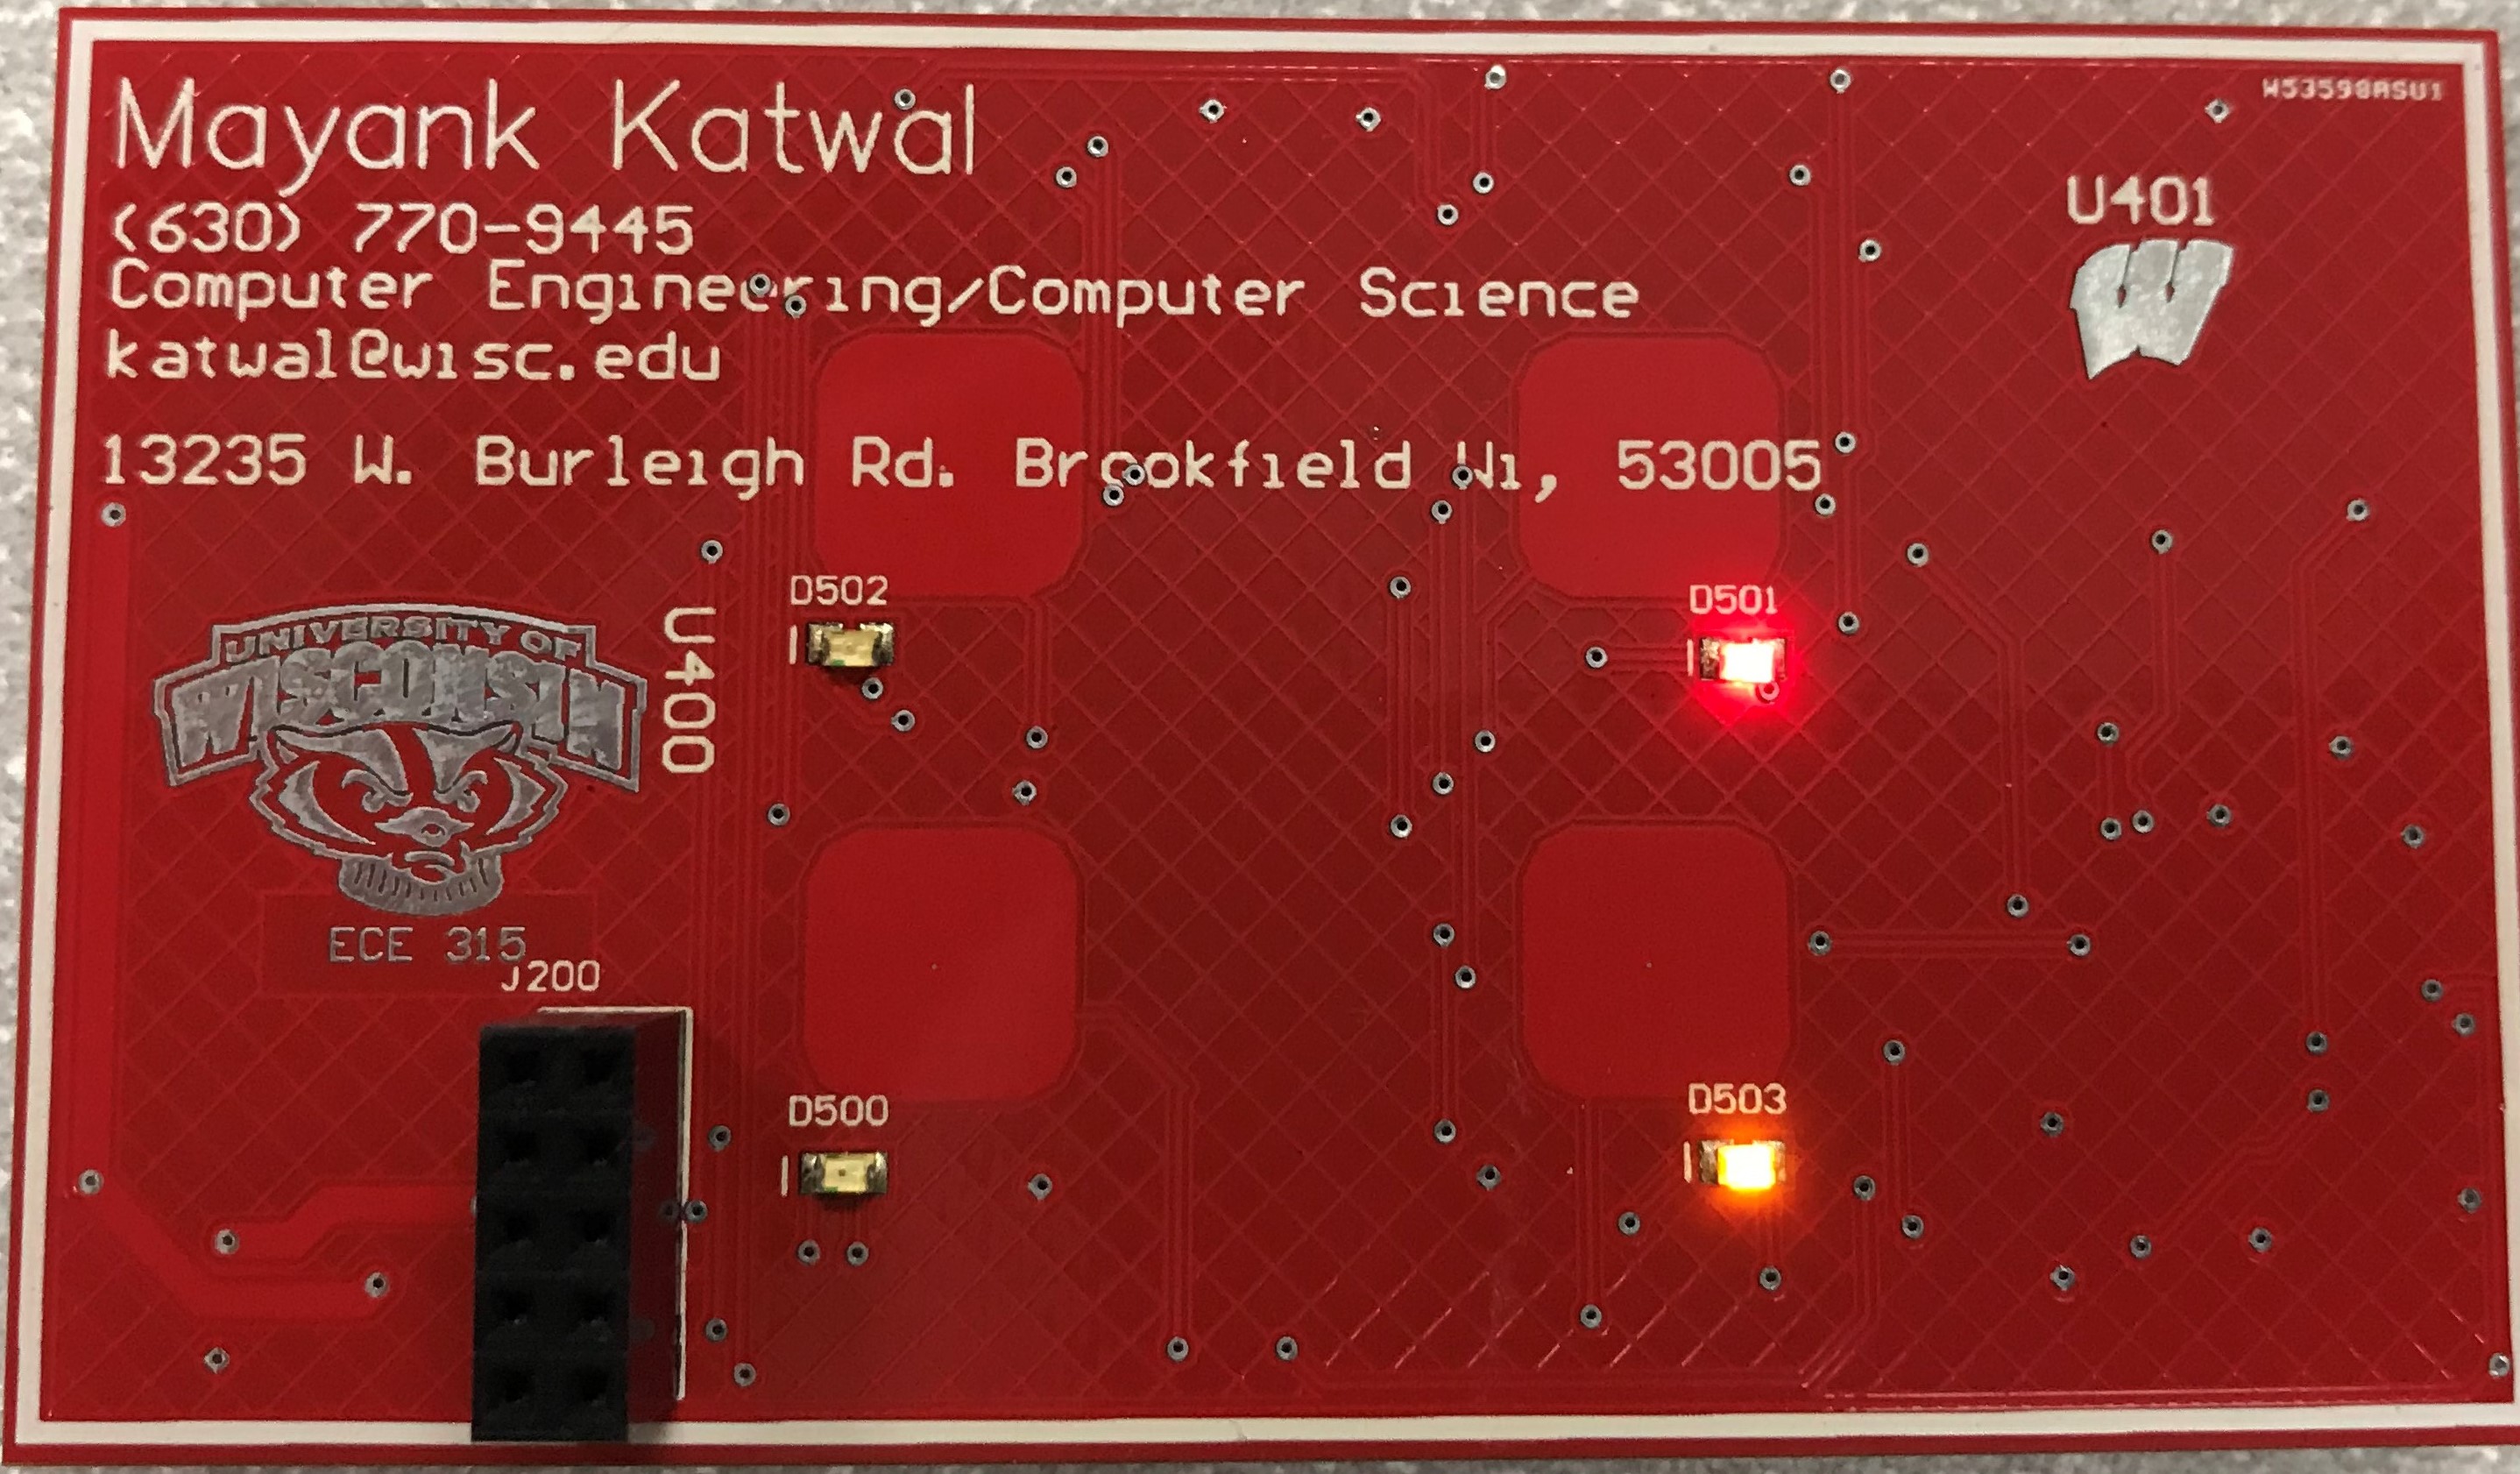 Mayank Katwal
W53598ASU1
(630) 770-9445
Computer Engineering/Computer Science
katwal@wisc.edu
U401
13235 W. Burleigh Rd. Brookfield Wi, 53005
D502
D501
UNIVERSITY OF
WISCONSIN
U400
ECE 315
J200
D500
D503